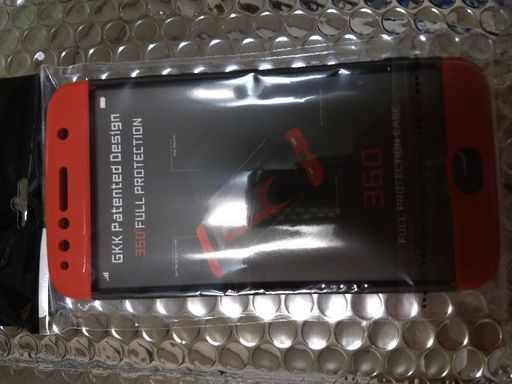 GKK Patented Design
360°FULL PROTECTION
360°
FULL PROTECTION CASE